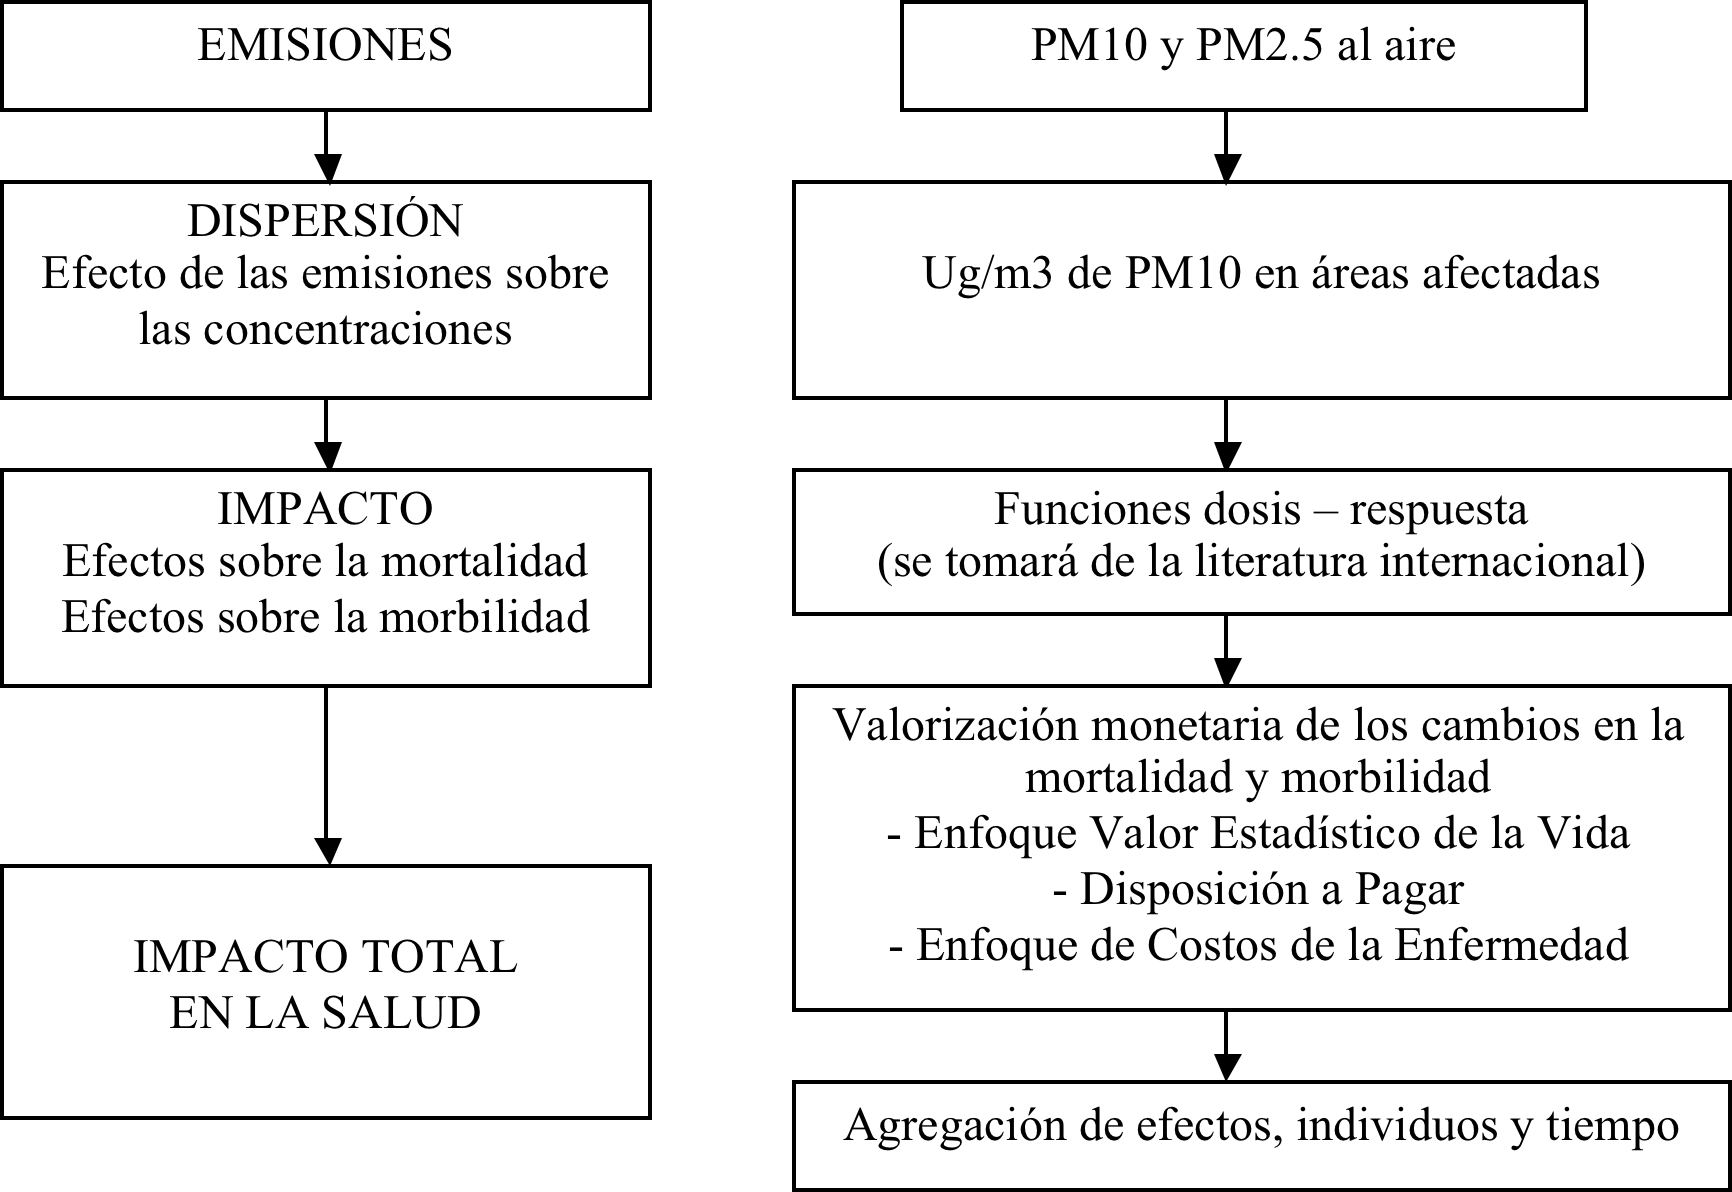 EMISIONES
DISPERSIÓN
Efecto de las emisiones sobre
las concentraciones
IMPACTO
Efectos sobre la mortalidad
Efectos sobre la morbilidad
IMPACTO TOTAL
EN LA SALUD
PM10 y PM2.5 al aire
Ug/m3 de PM10 en áreas afectadas
Funciones dosis – respuesta
(se tomará de la literatura internacional)
Valorización monetaria de los cambios en la
mortalidad y morbilidad
- Enfoque Valor Estadístico de la Vida
- Disposición a Pagar
- Enfoque de Costos de la Enfermedad
Agregación de efectos, individuos y tiempo